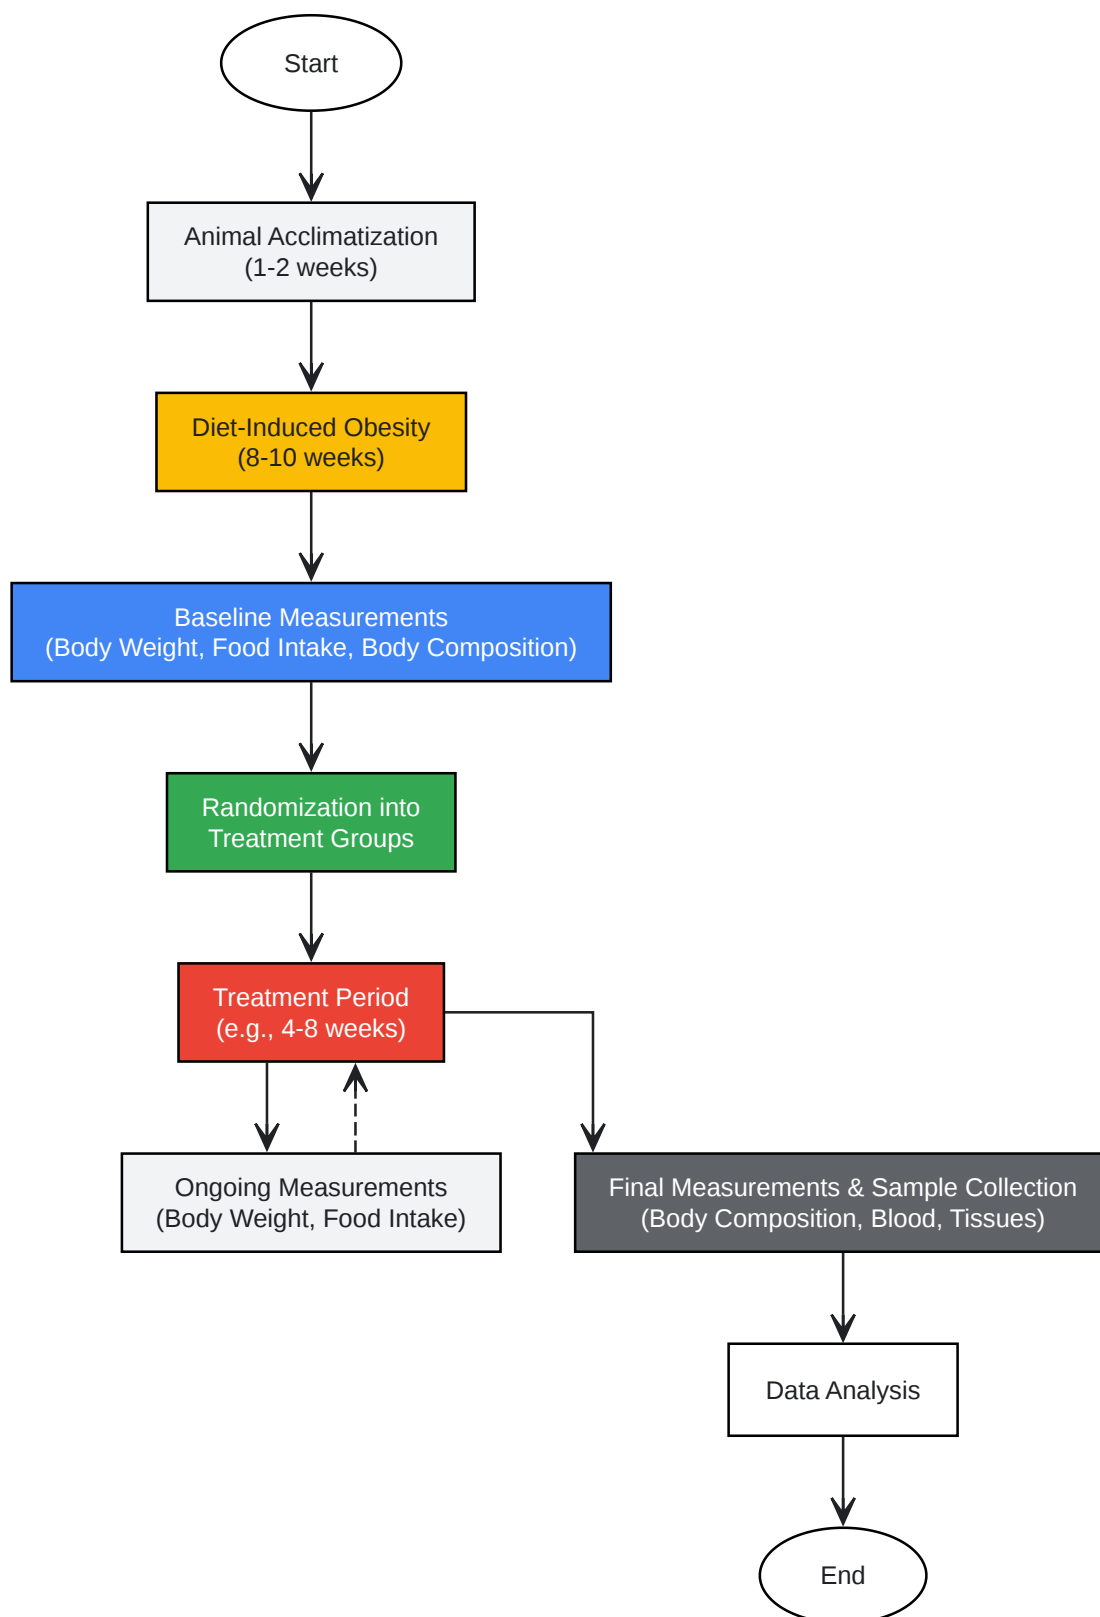 Start
Animal Acclimatization
(1-2 weeks)
Diet-Induced Obesity
(8-10 weeks)
Baseline Measurements
(Body Weight, Food Intake, Body Composition)
Randomization into
Treatment Groups
Treatment Period
(e.g., 4-8 weeks)
Ongoing Measurements
(Body Weight, Food Intake)
Final Measurements & Sample Collection
(Body Composition, Blood, Tissues)
Data Analysis
End